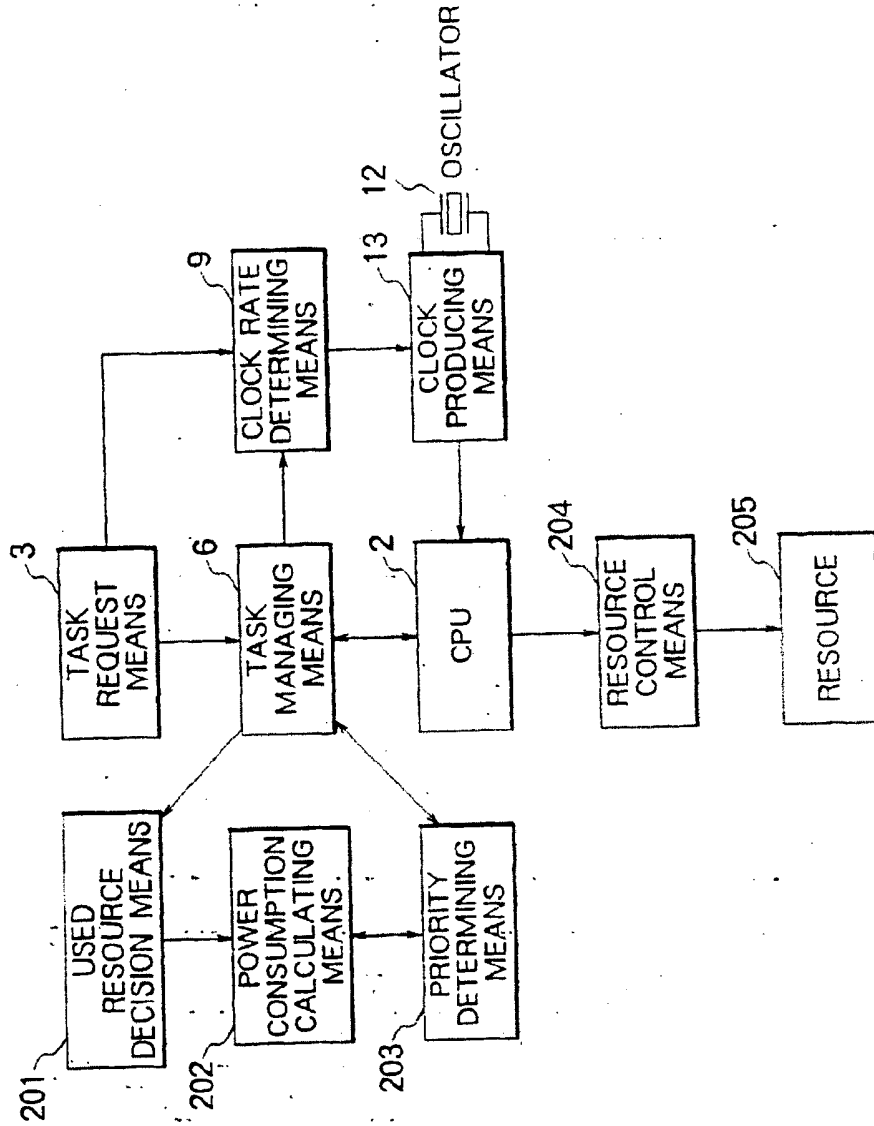 201
USED
RESOURCE
DECISION MEANS
202
POWER
CONSUMPTION
CALCULATING
MEANS
203
PRIORITY
DETERMINING
MEANS
3
TASK
REQUEST
MEANS
6
TASK
MANAGING
MEANS
2
CPU
204
RESOURCE
CONTROL
MEANS
205
RESOURCE
9
CLOCK RATE
DETERMINING
MEANS
13
CLOCK
PRODUCING
MEANS
12
OSCILLATOR